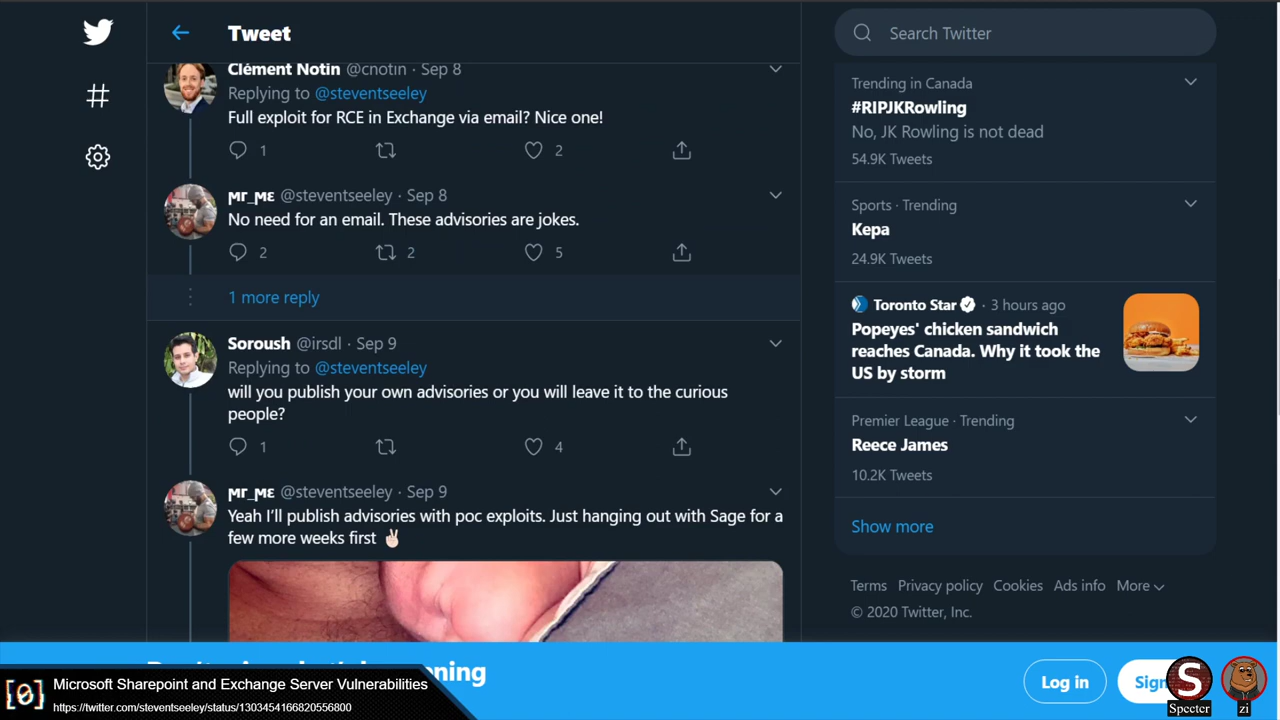 Tweet
Clément Notin @cnotin · Sep 8
Replying to @steventseeley
Full exploit for RCE in Exchange via email? Nice one!
1 2
ϻг_ϻε @steventseeley · Sep 8
No need for an email. These advisories are jokes.
2 2 5
1 more reply
Soroush @irsdl · Sep 9
Replying to @steventseeley
will you publish your own advisories or you will leave it to the curious
people?
1 4
ϻг_ϻε @steventseeley · Sep 9
Yeah I'll publish advisories with poc exploits. Just hanging out with Sage for a
few more weeks first ✌🏻
Search Twitter
Trending in Canada
#RIPJKRowling
No, JK Rowling is not dead
54.9K Tweets
Sports · Trending
Kepa
24.9K Tweets
Toronto Star · 3 hours ago
Popeyes' chicken sandwich
reaches Canada. Why it took the
US by storm
Premier League · Trending
Reece James
10.2K Tweets
Show more
Terms Privacy policy Cookies Ads info More
© 2020 Twitter, Inc.
Log in
Microsoft Sharepoint and Exchange Server Vulnerabilities
https://twitter.com/steventseeley/status/1303454166820556800
S
Specter
zi